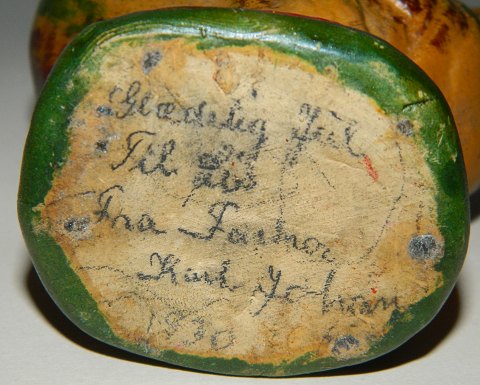 Glædelig Jul
Til
Fra Farmor
Karl Johan
1930